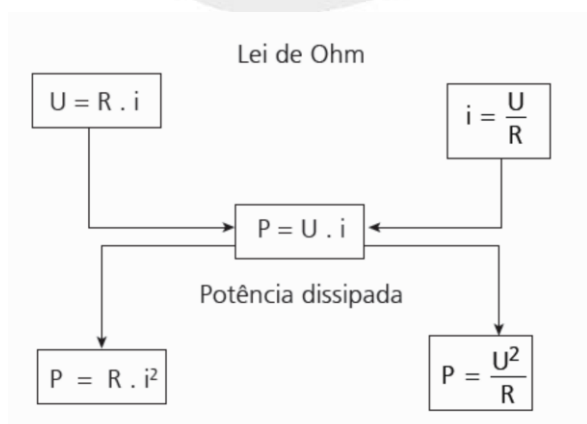 Lei de Ohm
U = R . i
i = U/R
P = U . i
Potência dissipada
P = R . i²
P = U²/R